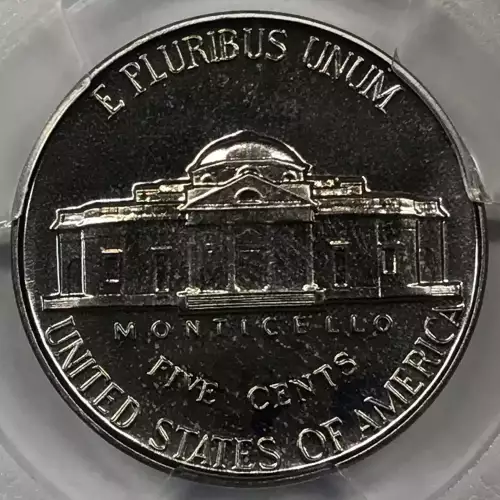 E PLURIBUS UNUM
MONTICELLO
FIVE CENTS
UNITED STATES OF AMERICA